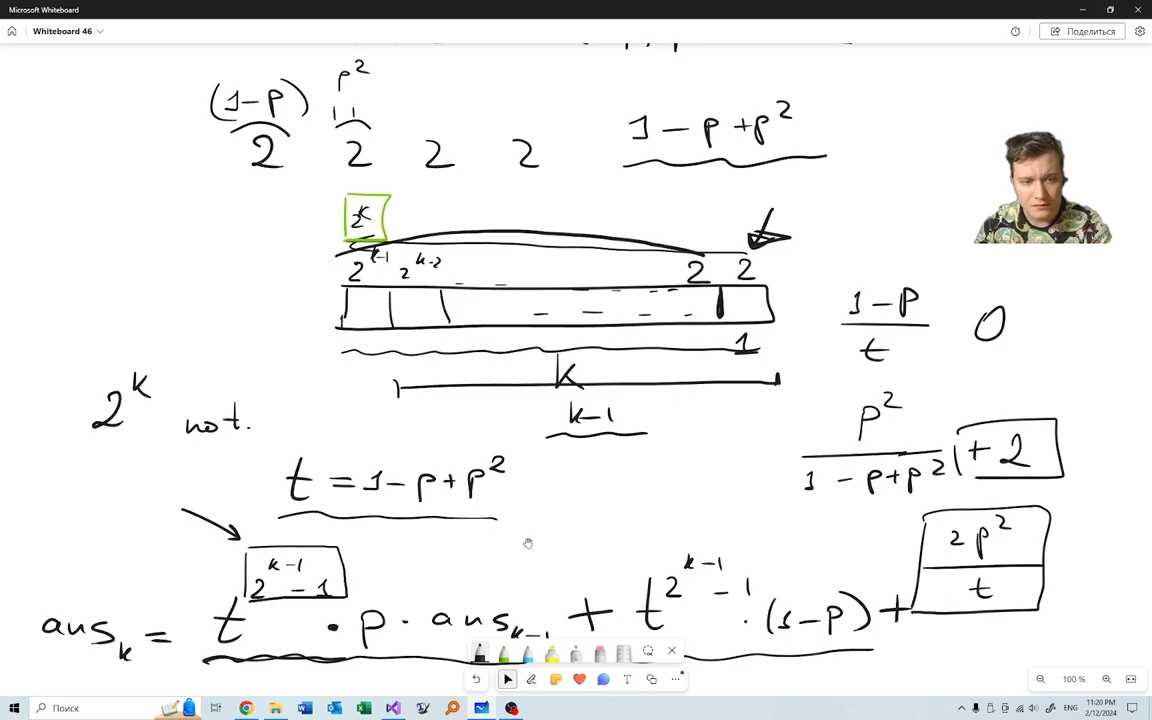 Microsoft Whiteboard
Whiteboard 46
Поделиться
(1-p) p²
2 2 2 2 1-p+p²
2^k
2^{k-1} 2^{k-2} 2 2
1
k
k-1
(1-p)/t 0
2^k not.
p²/(1-p+p²) +2
t = 1-p+p²
2p²/t
ans_k = t^{2^{k-1}-1} · p · ans_{k-1} + t^{2^{k-1}-1} · (1-p) +
100 %
Поиск
ENG
11:20 PM
2/12/2024